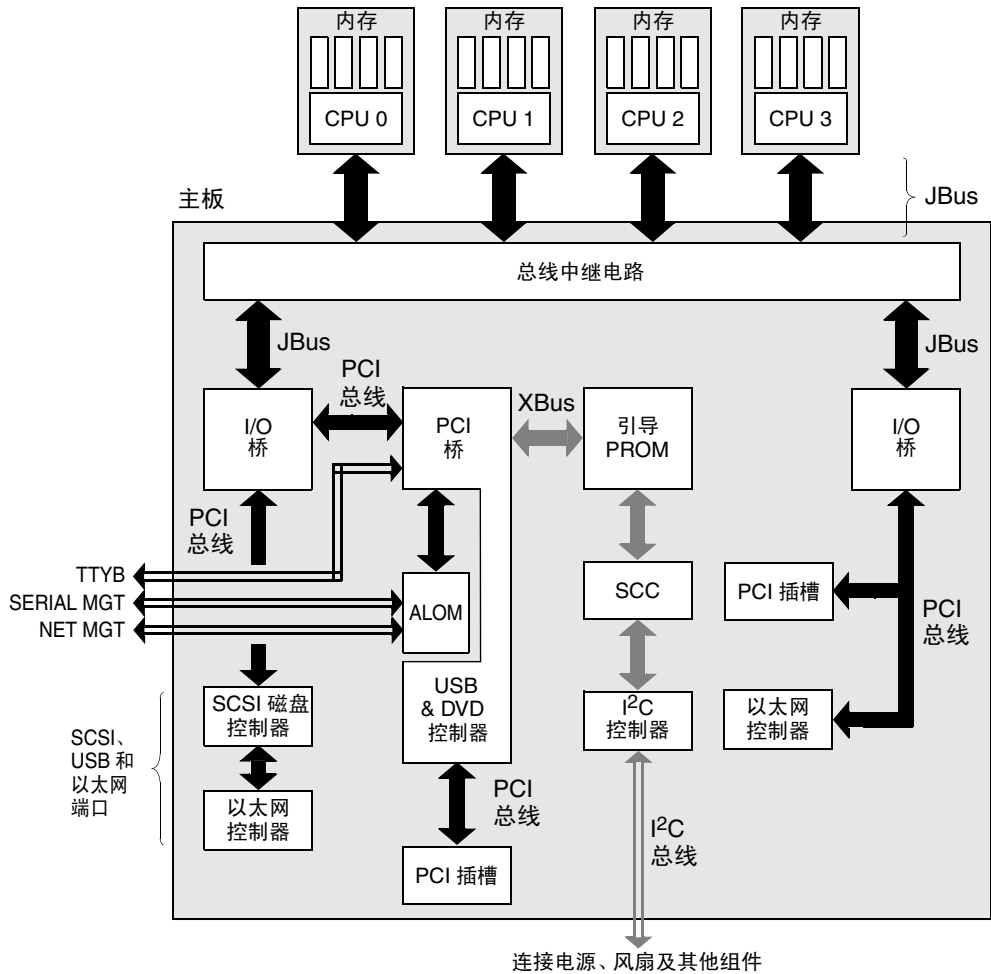 内存
内存
内存
内存
CPU 0
CPU 1
CPU 2
CPU 3
JBus
主板
总线中继电路
JBus
JBus
PCI
总线
I/O
桥
PCI
桥
XBus
引导
PROM
I/O
桥
PCI
总线
TTYB
SERIAL MGT
NET MGT
ALOM
SCC
PCI 插槽
PCI
总线
SCSI 磁盘
控制器
USB
& DVD
控制器
I²C
控制器
以太网
控制器
SCSI、
USB 和
以太网
端口
以太网
控制器
PCI
总线
I²C
总线
PCI 插槽
连接电源、风扇及其他组件